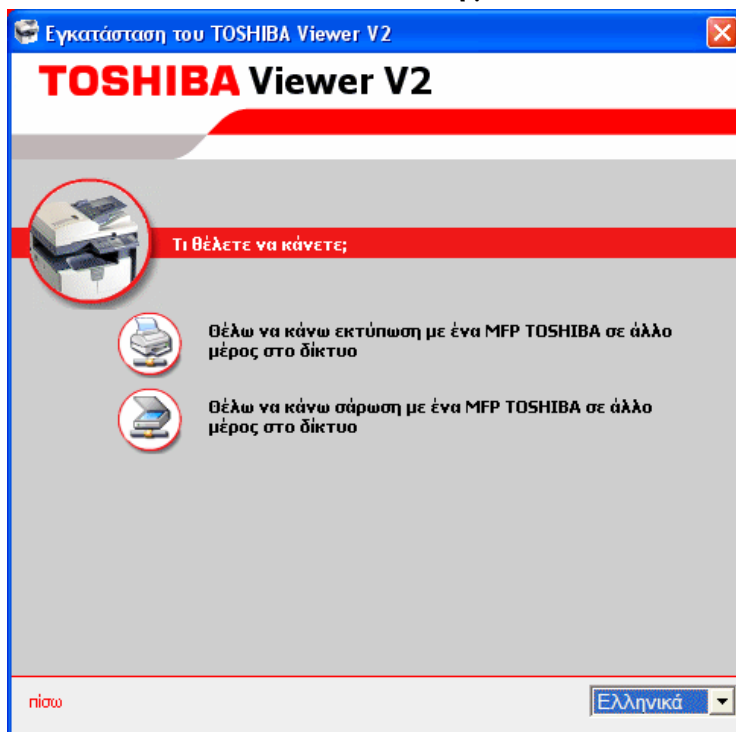 Εγκατάσταση του TOSHIBA Viewer V2
TOSHIBA Viewer V2
Τι θέλετε να κάνετε;
Θέλω να κάνω εκτύπωση με ένα MFP TOSHIBA σε άλλο
μέρος στο δίκτυο
Θέλω να κάνω σάρωση με ένα MFP TOSHIBA σε άλλο
μέρος στο δίκτυο
πίσω
Ελληνικά